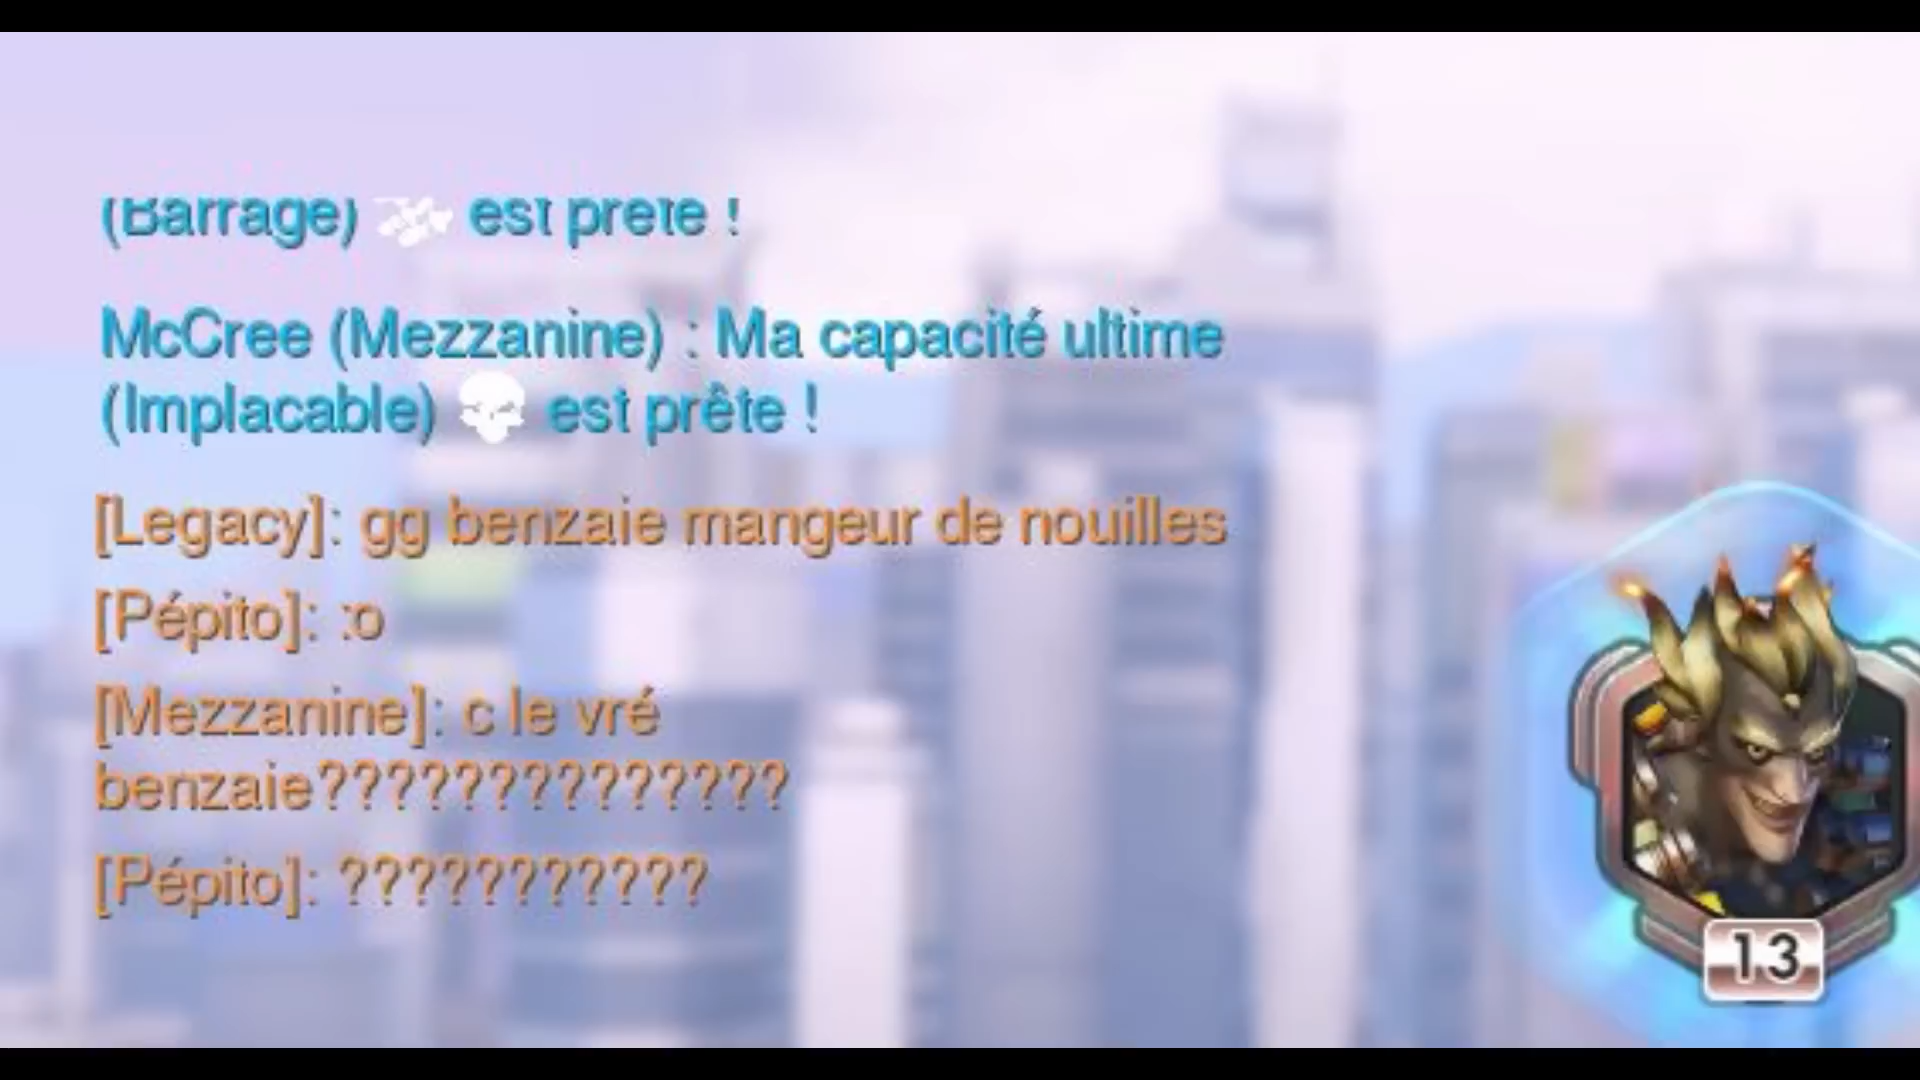 (Barrage) est prête !
McCree (Mezzanine) : Ma capacité ultime
(Implacable) est prête !
[Legacy]: gg benzaie mangeur de nouilles
[Pépito]: :o
[Mezzanine]: c le vré
benzaie??????????????
[Pépito]: ???????????
13